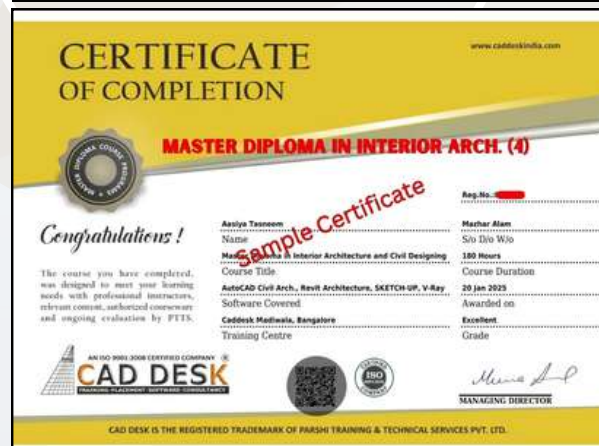 CERTIFICATE
OF COMPLETION
www.caddeskindia.com
MASTER DIPLOMA COURSE PROGRAMS
MASTER DIPLOMA IN INTERIOR ARCH. (4)
Sample Certificate
Congratulations !
The course you have completed,
was designed to meet your learning
needs with professional instructors,
relevant content, authorized courseware
and ongoing evaluation by PTTS.
Aasiya Tasneem
Name
Master Diploma in Interior Architecture and Civil Designing
Course Title
AutoCAD Civil Arch., Revit Architecture, SKETCH-UP, V-Ray
Software Covered
Caddesk Madiwala, Bangalore
Training Centre
Reg.No.:
Mazhar Alam
S/o D/o W/o
180 Hours
Course Duration
20 Jan 2025
Awarded on
Excellent
Grade
AN ISO 9001:2008 CERTIFIED COMPANY ®
CAD DESK
TRAINING-PLACEMENT-SOFTWARE-CONSULTANCY
ISO
MANAGING DIRECTOR
CAD DESK IS THE REGISTERED TRADEMARK OF PARSHI TRAINING & TECHNICAL SERVICES PVT. LTD.